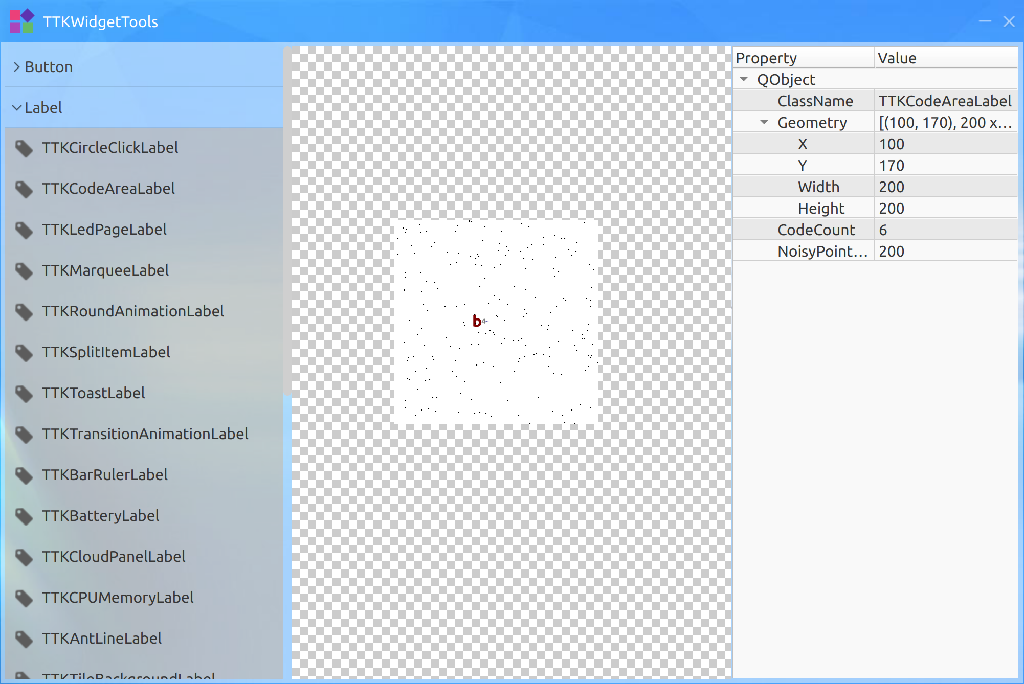 TTKWidgetTools
Button
Label
TTKCircleClickLabel
TTKCodeAreaLabel
TTKLedPageLabel
TTKMarqueeLabel
TTKRoundAnimationLabel
TTKSplitItemLabel
TTKToastLabel
TTKTransitionAnimationLabel
TTKBarRulerLabel
TTKBatteryLabel
TTKCloudPanelLabel
TTKCPUMemoryLabel
TTKAntLineLabel
TTKTileBackgroundLabel
b
Property Value
QObject
ClassName TTKCodeAreaLabel
Geometry [(100, 170), 200 x...
X 100
Y 170
Width 200
Height 200
CodeCount 6
NoisyPoint... 200